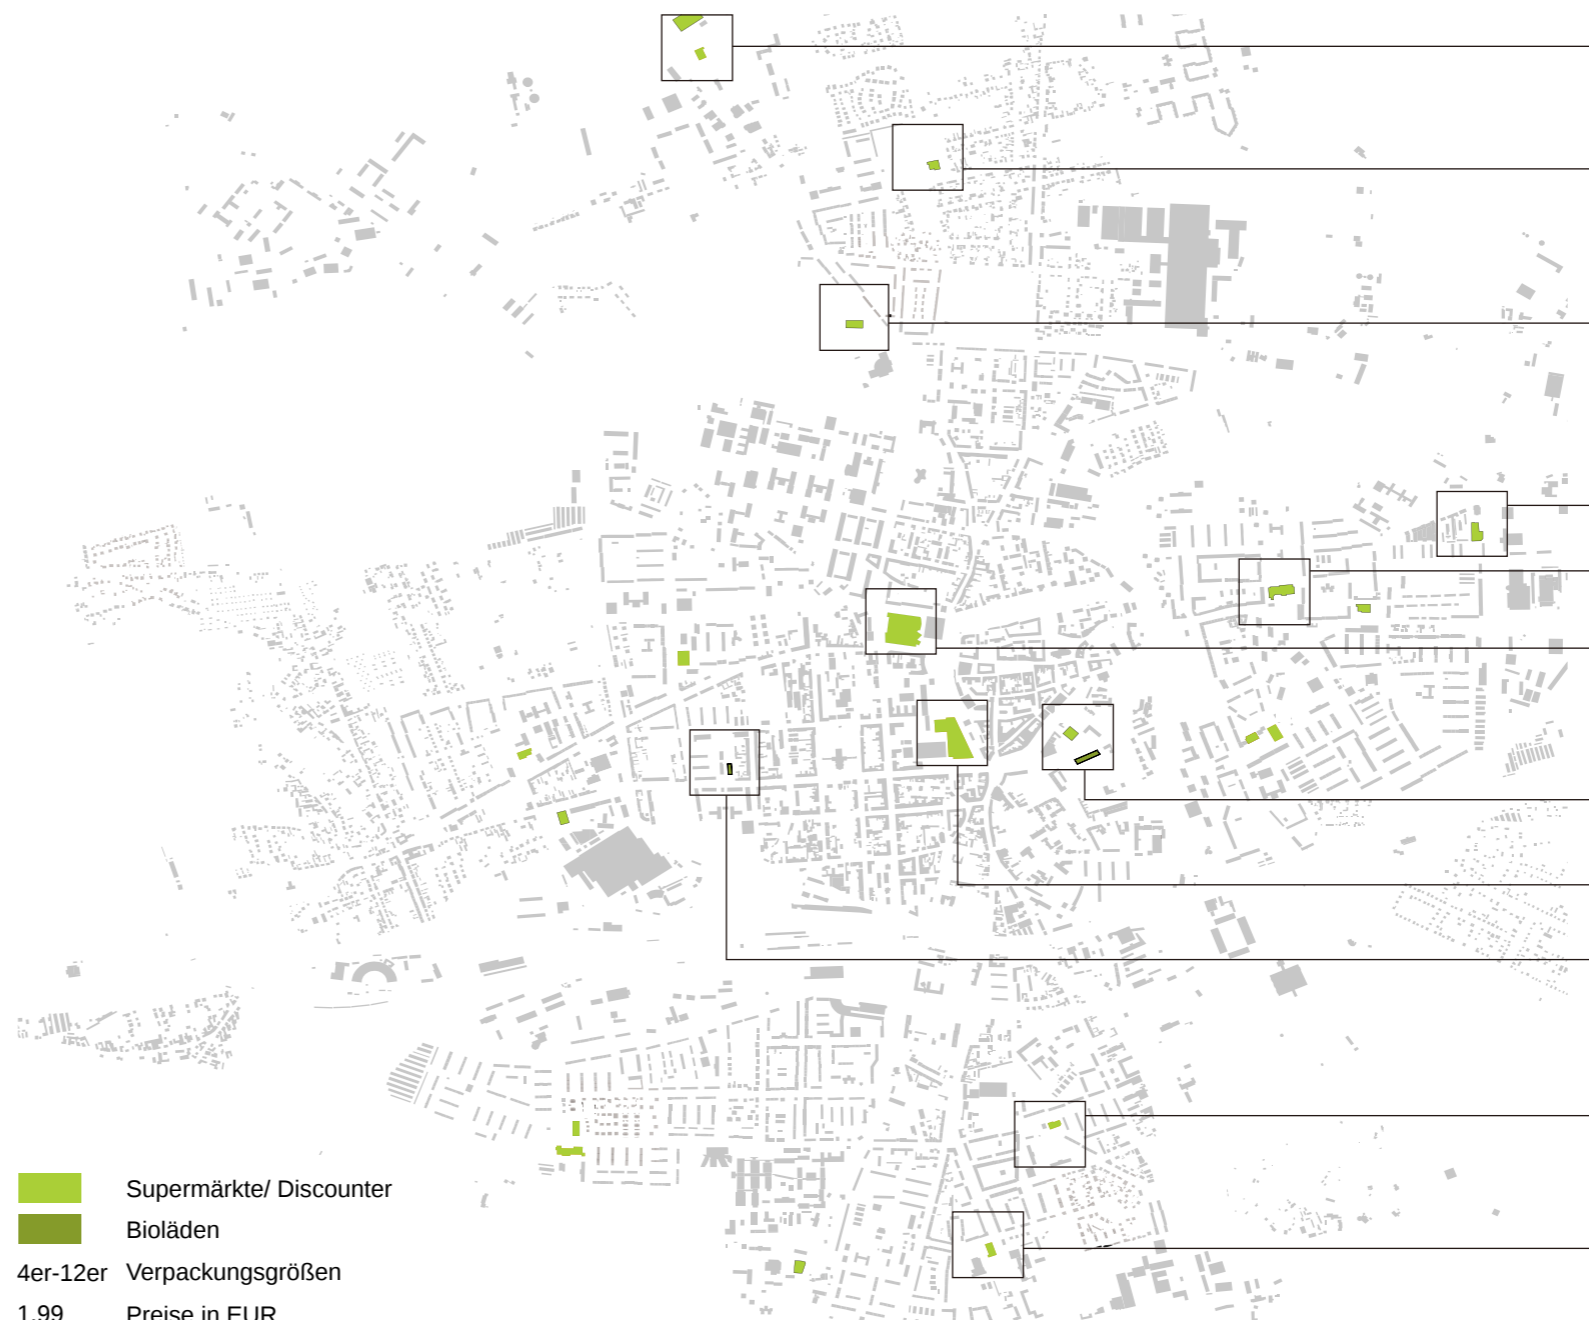 Supermärkte/ Discounter
Bioläden
4er-12er Verpackungsgrößen
1,99 Preise in EUR